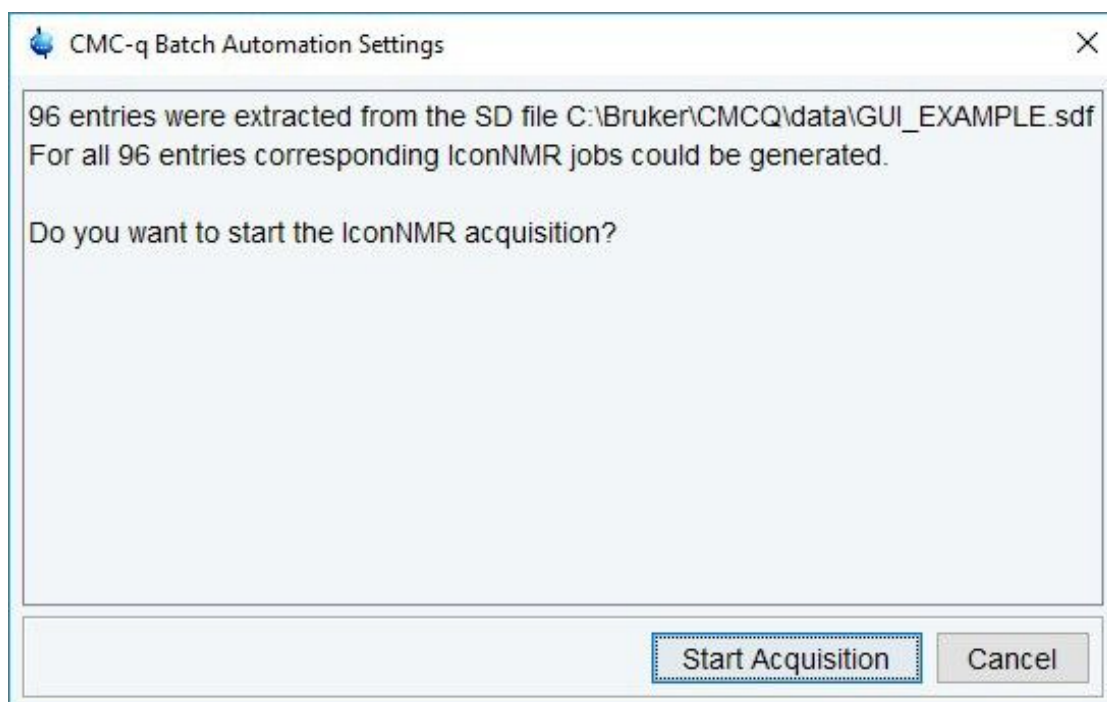 CMC-q Batch Automation Settings
96 entries were extracted from the SD file C:\Bruker\CMCQ\data\GUI_EXAMPLE.sdf
For all 96 entries corresponding IconNMR jobs could be generated.
Do you want to start the IconNMR acquisition?
Start Acquisition
Cancel